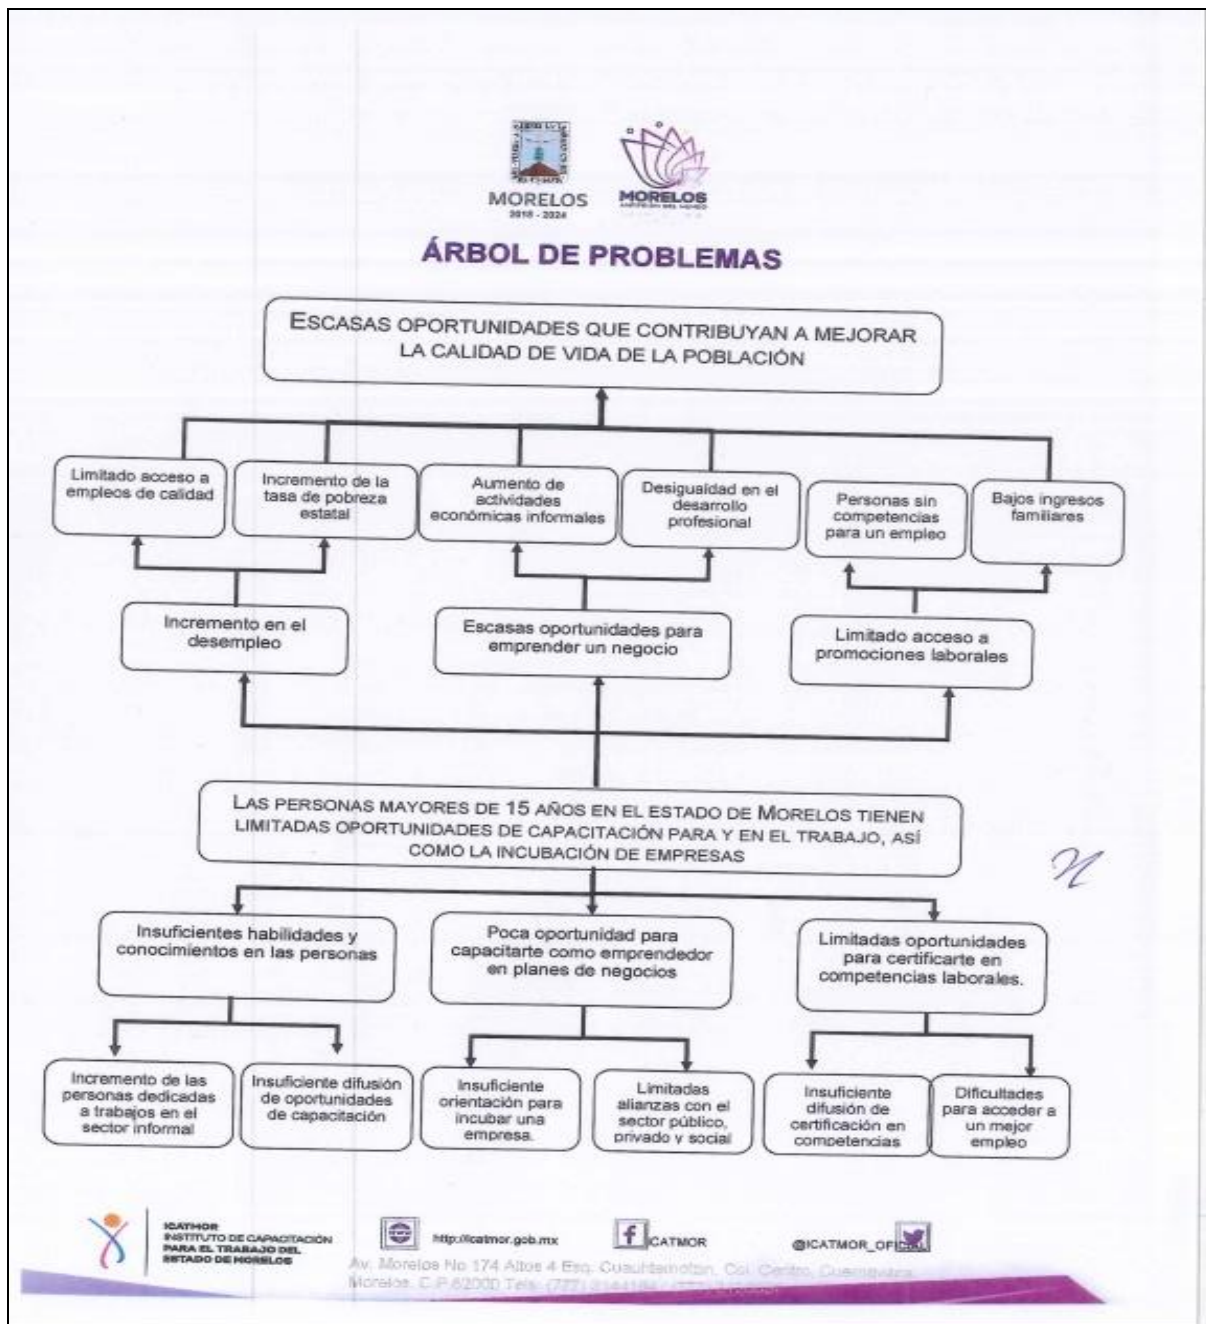 MORELOS
2018 - 2024
MORELOS
ÁRBOL DE PROBLEMAS
ESCASAS OPORTUNIDADES QUE CONTRIBUYAN A MEJORAR
LA CALIDAD DE VIDA DE LA POBLACIÓN
Limitado acceso a
empleos de calidad
Incremento de la
tasa de pobreza
estatal
Aumento de
actividades
económicas informales
Desigualdad en el
desarrollo
profesional
Personas sin
competencias
para un empleo
Bajos ingresos
familiares
Incremento en el
desempleo
Escasas oportunidades para
emprender un negocio
Limitado acceso a
promociones laborales
LAS PERSONAS MAYORES DE 15 AÑOS EN EL ESTADO DE MORELOS TIENEN
LIMITADAS OPORTUNIDADES DE CAPACITACIÓN PARA Y EN EL TRABAJO, ASÍ
COMO LA INCUBACIÓN DE EMPRESAS
Insuficientes habilidades y
conocimientos en las personas
Poca oportunidad para
capacitarte como emprendedor
en planes de negocios
Limitadas oportunidades
para certificarte en
competencias laborales.
Incremento de las
personas dedicadas
a trabajos en el
sector informal
Insuficiente difusión
de oportunidades
de capacitación
Insuficiente
orientación para
incubar una
empresa.
Limitadas
alianzas con el
sector público,
privado y social
Insuficiente
difusión de
certificación en
competencias
Dificultades
para acceder a
un mejor
empleo
ICATMOR
INSTITUTO DE CAPACITACIÓN
PARA EL TRABAJO DEL
ESTADO DE MORELOS
http://icatmor.gob.mx
ICATMOR
@ICATMOR_OFICIAL
Av. Morelos No 174 Altos 4 Esq. Cuauhtemotzin, Col. Centro, Cuernavaca,
Morelos. C.P.62000 Tels. (777)